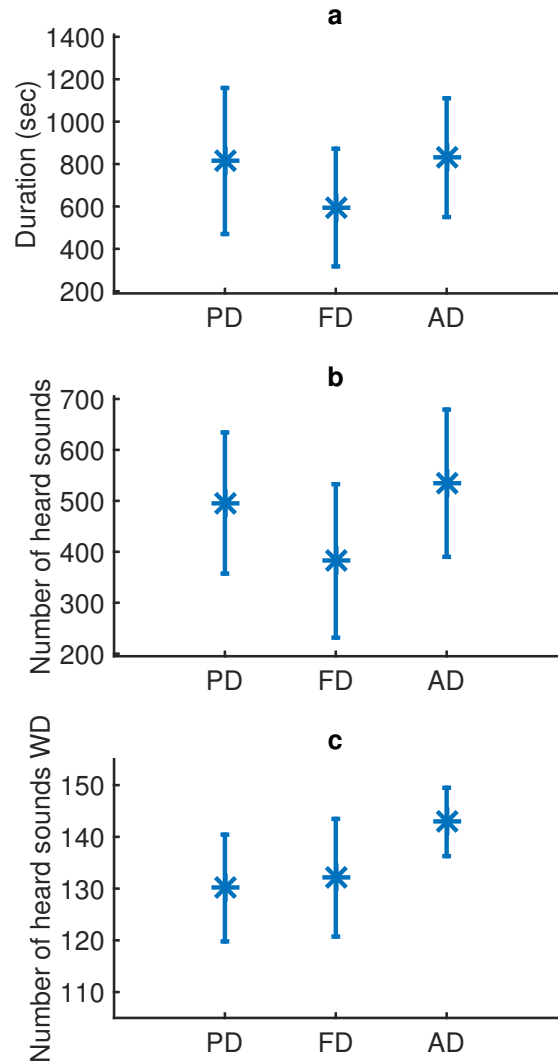 a
1400
1200
1000
800
600
400
200
Duration (sec)
PD FD AD
b
700
600
500
400
300
200
Number of heard sounds
PD FD AD
c
150
140
130
120
110
Number of heard sounds WD
PD FD AD